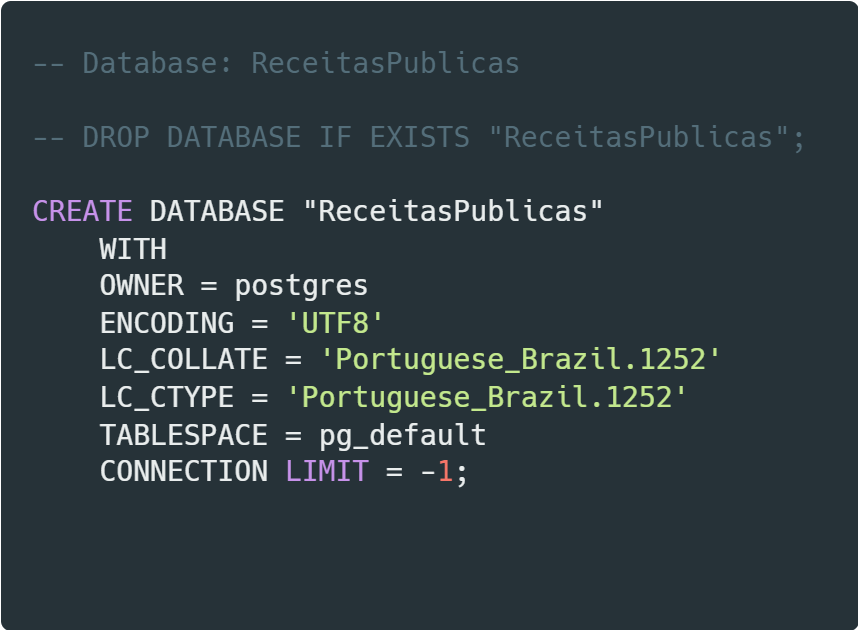 -- Database: ReceitasPublicas
-- DROP DATABASE IF EXISTS "ReceitasPublicas";
CREATE DATABASE "ReceitasPublicas"
WITH
OWNER = postgres
ENCODING = 'UTF8'
LC_COLLATE = 'Portuguese_Brazil.1252'
LC_CTYPE = 'Portuguese_Brazil.1252'
TABLESPACE = pg_default
CONNECTION LIMIT = -1;